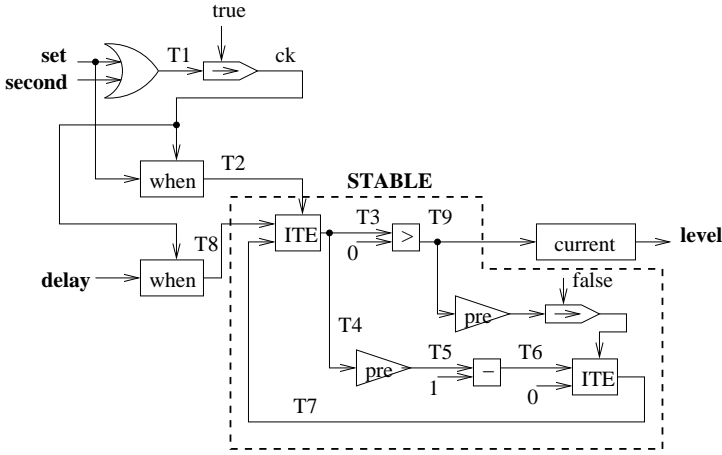 true
set T1 ck
second
T2
when
STABLE
T3 T9
T8 ITE > level
0 current
delay when
false
pre
T4
T5 T6
pre − ITE
1 0
T7